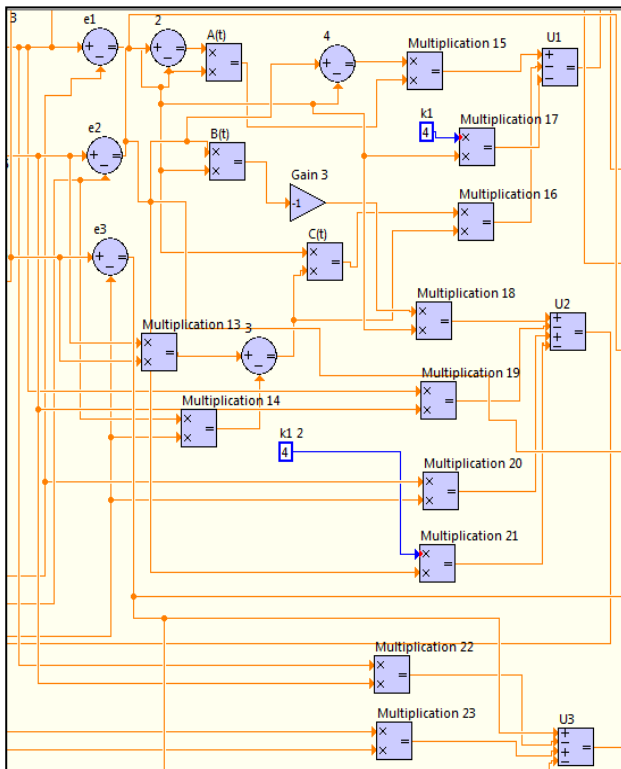 3
e1
2
A(t)
4
Multiplication 15
U1
k1
4
Multiplication 17
e2
B(t)
Gain 3
-1
Multiplication 16
e3
C(t)
Multiplication 18
U2
Multiplication 13
3
Multiplication 19
Multiplication 14
k1 2
4
Multiplication 20
Multiplication 21
Multiplication 22
Multiplication 23
U3